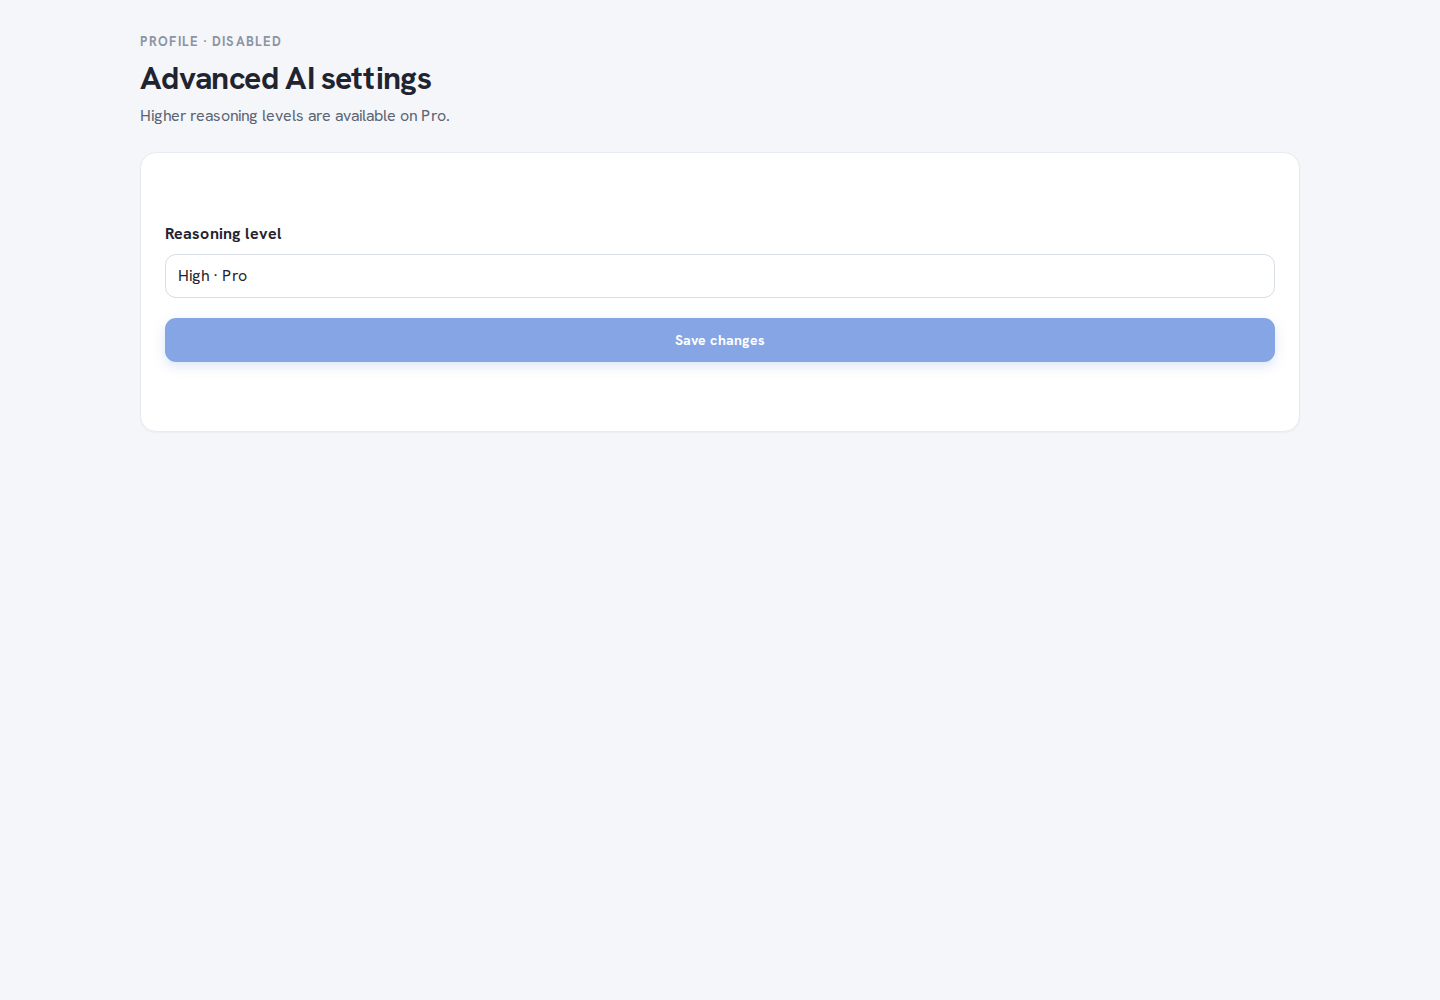 PROFILE · DISABLED
Advanced AI settings
Higher reasoning levels are available on Pro.
Reasoning level
High · Pro
Save changes